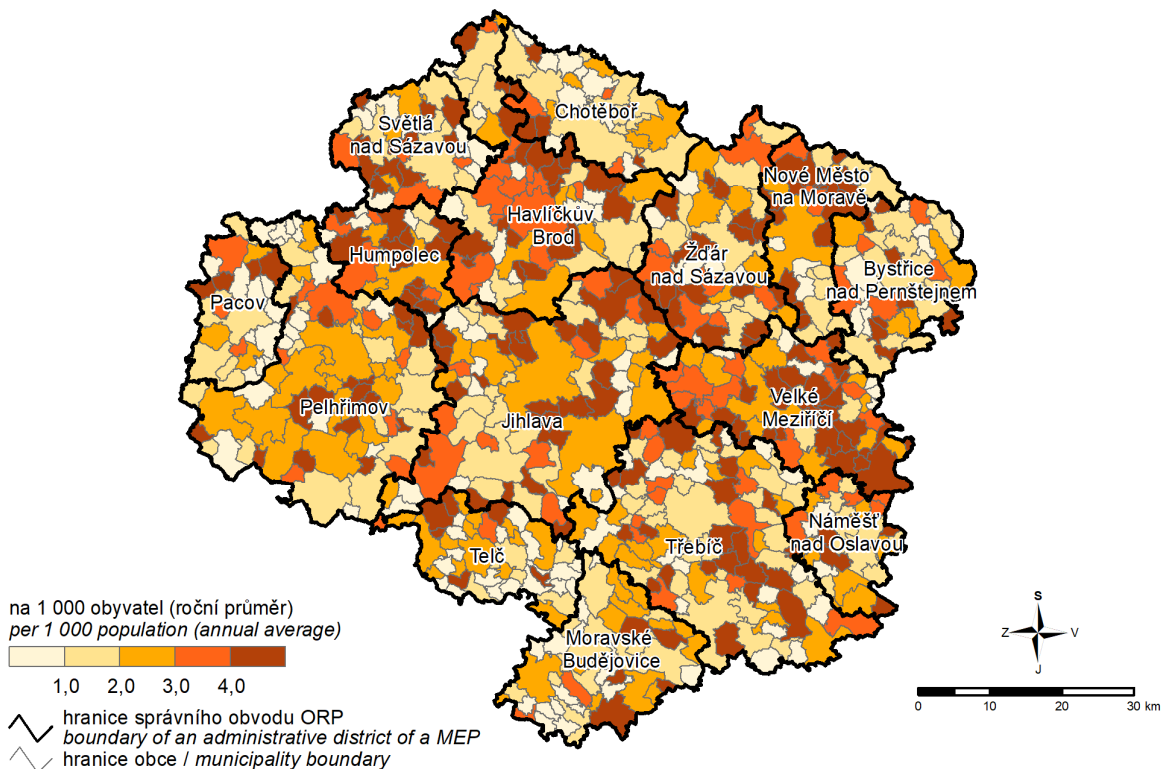 Chotěboř
Světlá
nad Sázavou
Nové Město
na Moravě
Havlíčkův
Brod
Humpolec
Žďár
nad Sázavou
Bystřice
nad Pernštejnem
Pacov
Pelhřimov
Jihlava
Velké
Meziříčí
Náměšť
nad Oslavou
Telč
Třebíč
Moravské
Budějovice
na 1 000 obyvatel (roční průměr)
per 1 000 population (annual average)
1,0 2,0 3,0 4,0
hranice správního obvodu ORP
boundary of an administrative district of a MEP
hranice obce / municipality boundary
S
Z V
J
0 10 20 30 km